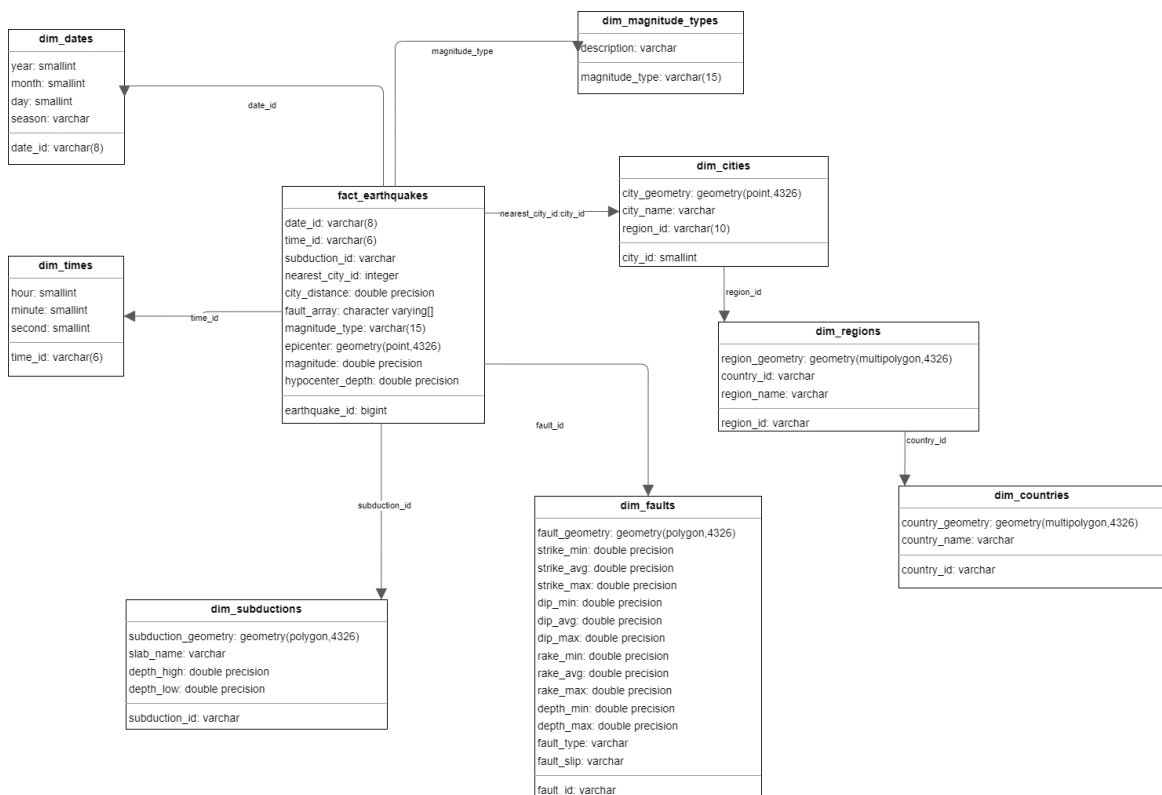 dim_dates
year: smallint
month: smallint
day: smallint
season: varchar
date_id: varchar(8)
date_id
magnitude_type
dim_magnitude_types
description: varchar
magnitude_type: varchar(15)
fact_earthquakes
date_id: varchar(8)
time_id: varchar(6)
subduction_id: varchar
nearest_city_id: integer
city_distance: double precision
fault_array: character varying[]
magnitude_type: varchar(15)
epicenter: geometry(point,4326)
magnitude: double precision
hypocenter_depth: double precision
earthquake_id: bigint
nearest_city_id:city_id
dim_cities
city_geometry: geometry(point,4326)
city_name: varchar
region_id: varchar(10)
city_id: smallint
dim_times
hour: smallint
minute: smallint
second: smallint
time_id: varchar(6)
time_id
region_id
dim_regions
region_geometry: geometry(multipolygon,4326)
country_id: varchar
region_name: varchar
region_id: varchar
country_id
dim_countries
country_geometry: geometry(multipolygon,4326)
country_name: varchar
country_id: varchar
fault_id
subduction_id
dim_faults
fault_geometry: geometry(polygon,4326)
strike_min: double precision
strike_avg: double precision
strike_max: double precision
dip_min: double precision
dip_avg: double precision
dip_max: double precision
rake_min: double precision
rake_avg: double precision
rake_max: double precision
depth_min: double precision
depth_max: double precision
fault_type: varchar
fault_slip: varchar
fault_id: varchar
dim_subductions
subduction_geometry: geometry(polygon,4326)
slab_name: varchar
depth_high: double precision
depth_low: double precision
subduction_id: varchar